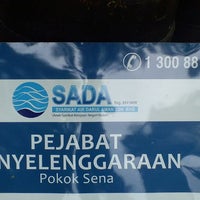 1 300 88
SADA
SYARIKAT AIR DARUL AMAN SDN BHD
PEJABAT
NYELENGGARAAN
Pokok Sena